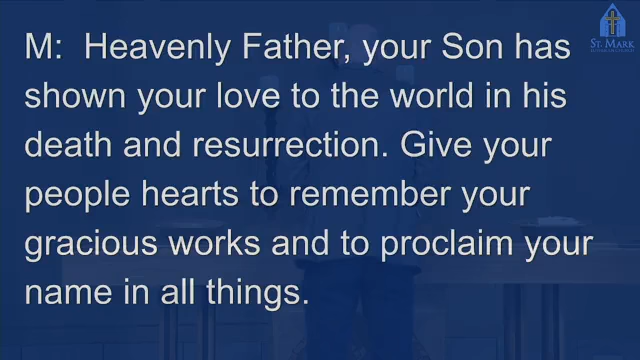 M:  Heavenly Father, your Son has
shown your love to the world in his
death and resurrection. Give your
people hearts to remember your
gracious works and to proclaim your
name in all things.
ST. MARK